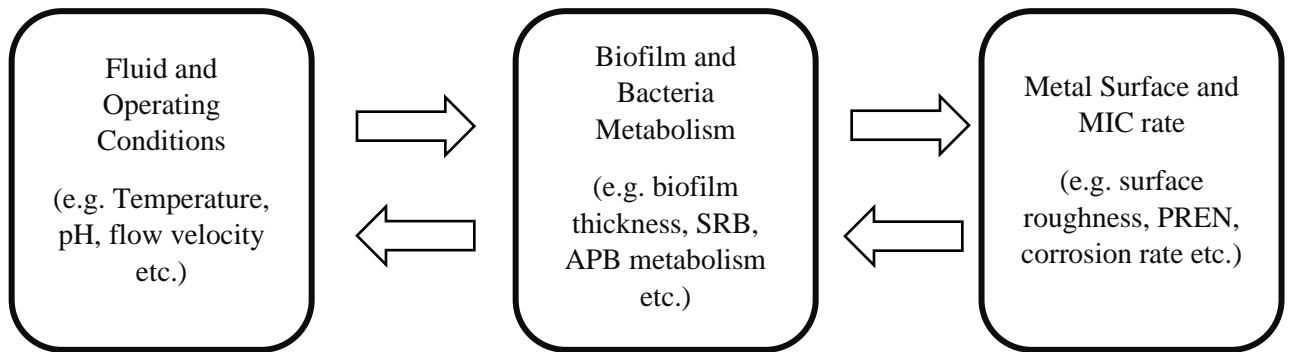 Fluid and
Operating
Conditions
(e.g. Temperature,
pH, flow velocity
etc.)
Biofilm and
Bacteria
Metabolism
(e.g. biofilm
thickness, SRB,
APB metabolism
etc.)
Metal Surface and
MIC rate
(e.g. surface
roughness, PREN,
corrosion rate etc.)